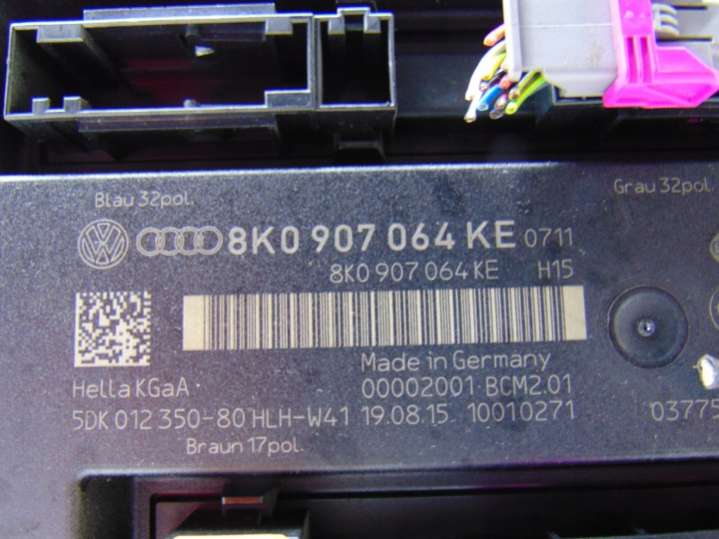 Blau 32pol.
Grau 32pol.
8K0 907 064 KE 0711
8K0 907 064 KE H15
Made in Germany
Hella KGaA
00002001 BCM2.01
5DK 012 350-80 HLH-W41 19.08.15 10010271
03775
Braun 17pol.